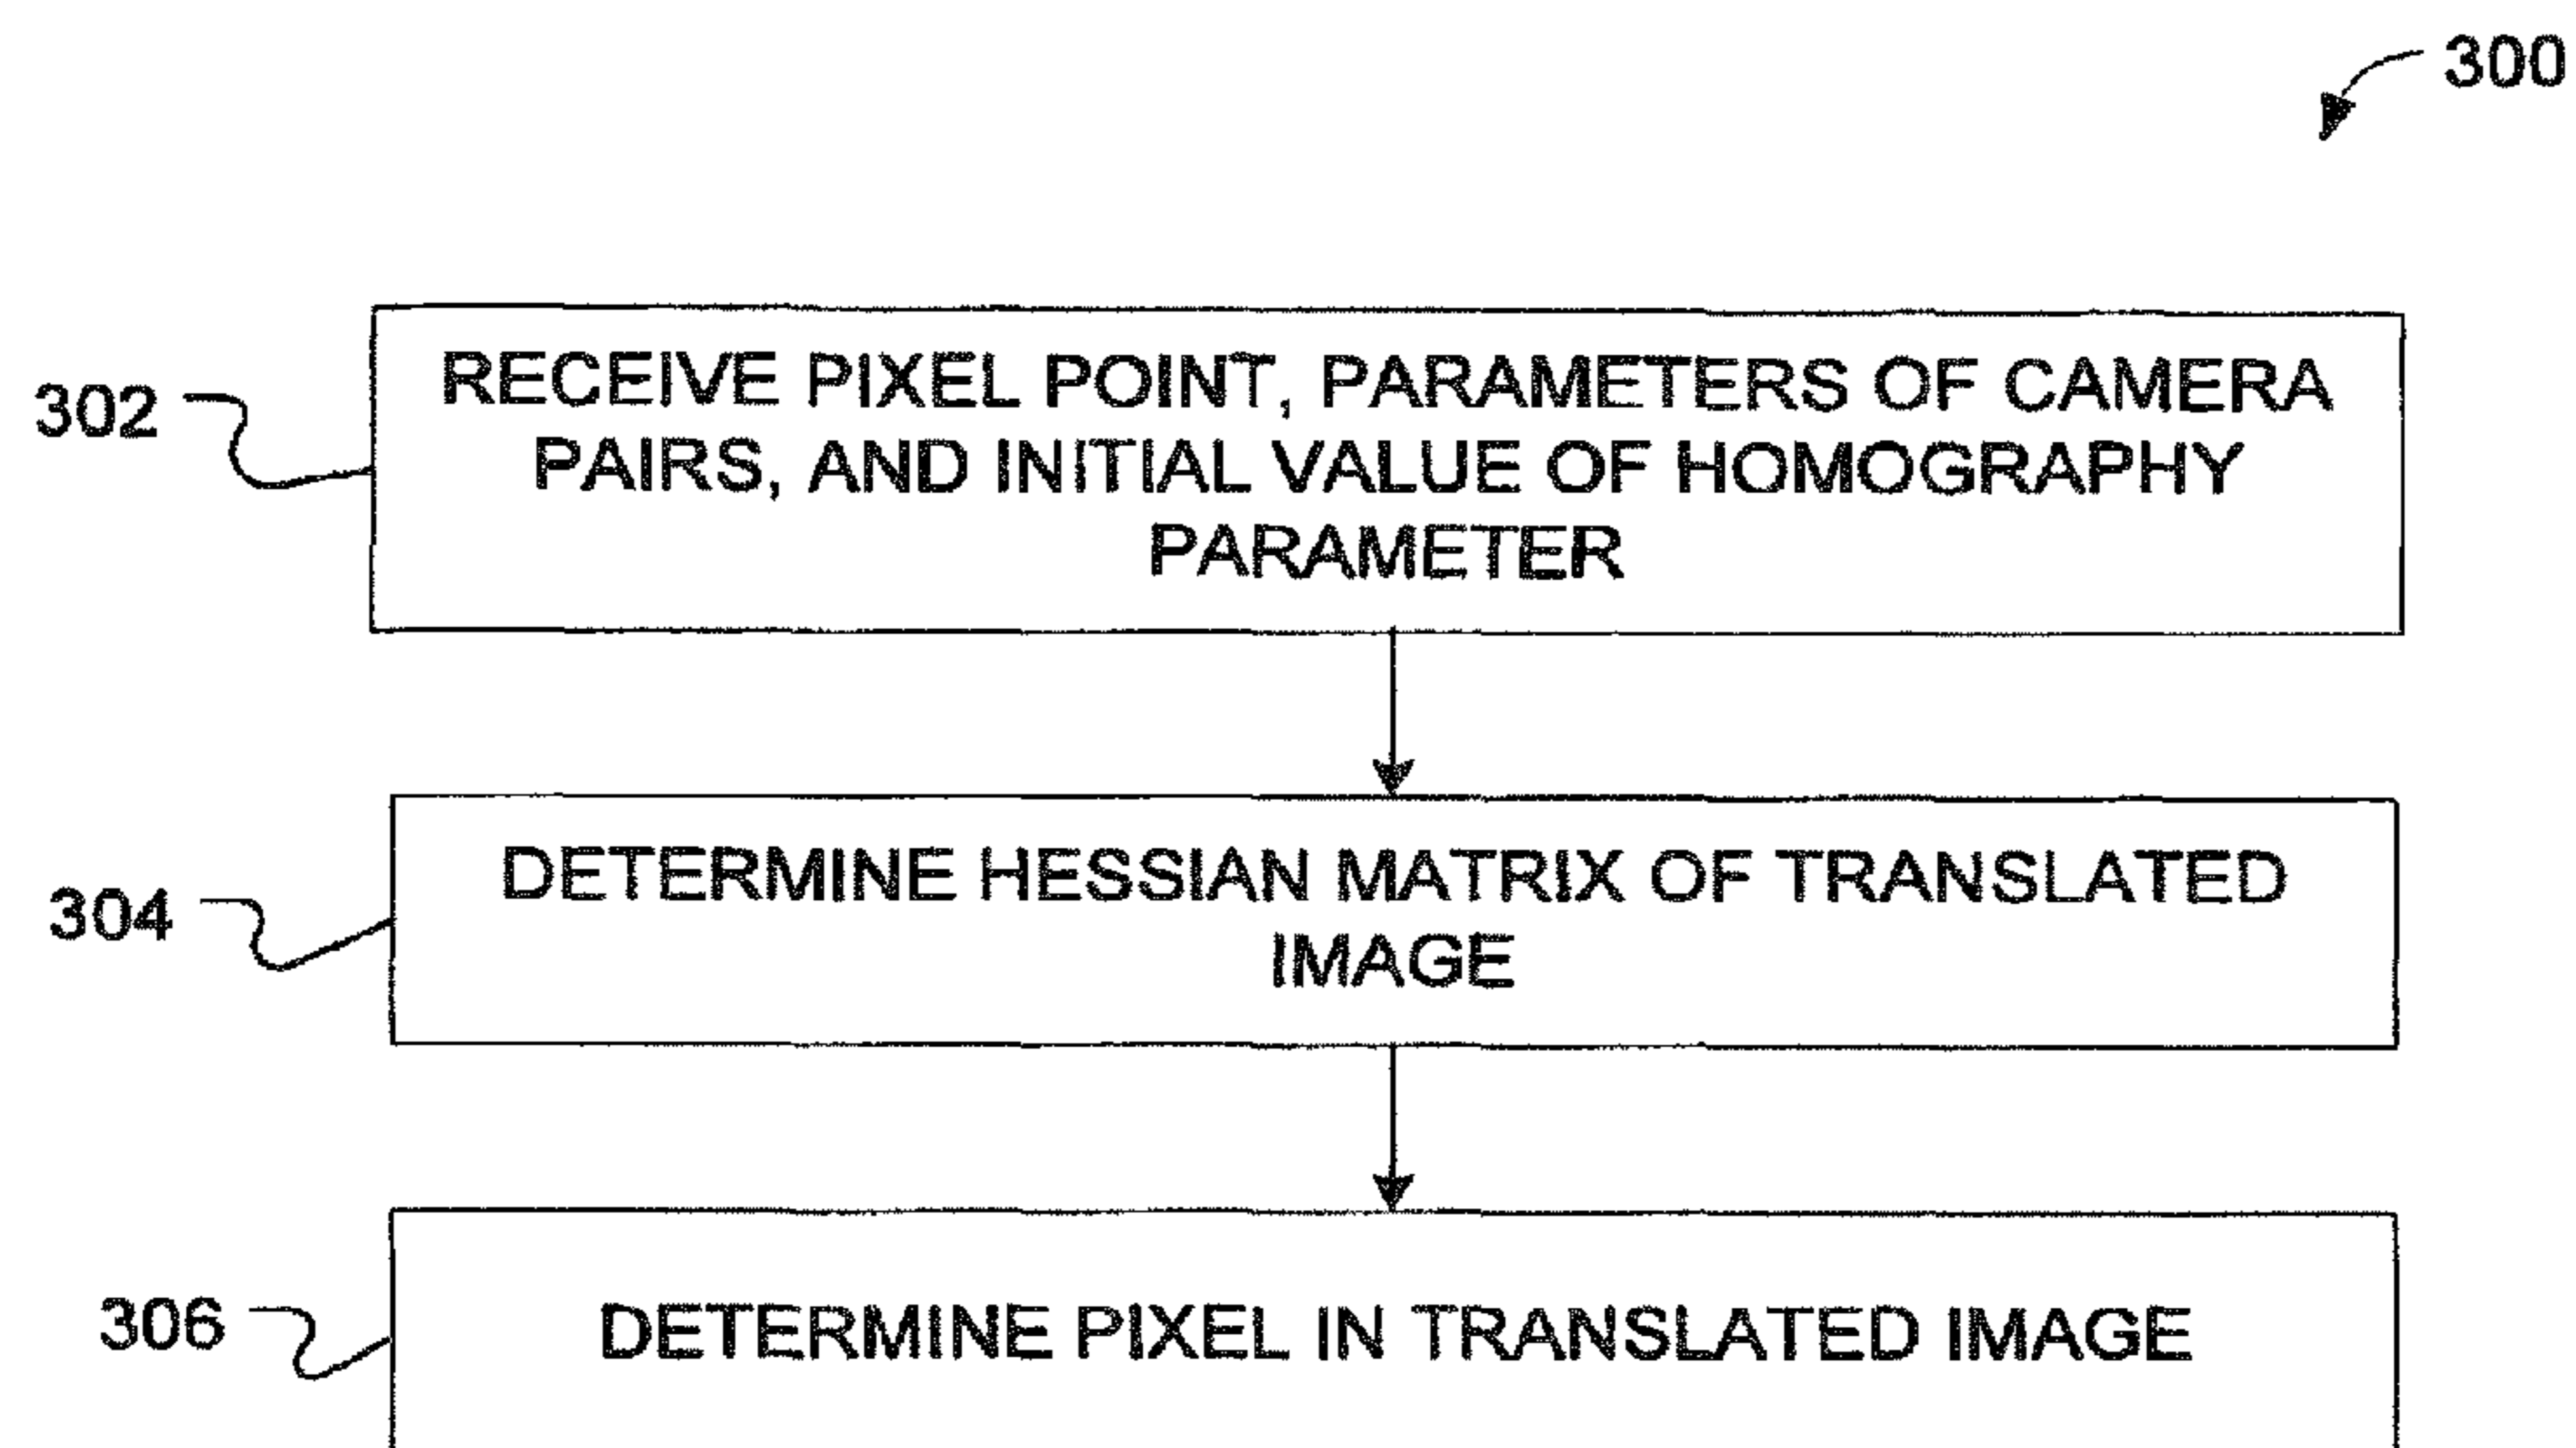 300
302
RECEIVE PIXEL POINT, PARAMETERS OF CAMERA
PAIRS, AND INITIAL VALUE OF HOMOGRAPHY
PARAMETER
304
DETERMINE HESSIAN MATRIX OF TRANSLATED
IMAGE
306
DETERMINE PIXEL IN TRANSLATED IMAGE